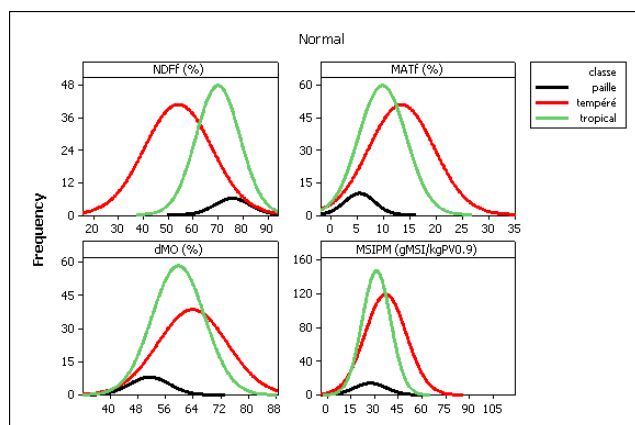 Normal
NDFf (%)
MATf (%)
classe
paille
tempéré
tropical
48
36
24
12
0
20 30 40 50 60 70 80 90
60
45
30
15
0
0 5 10 15 20 25 30 35
Frequency
dMO (%)
MSIPM (gMSI/kgPV0.9)
60
45
30
15
0
40 48 56 64 72 80 88
160
120
80
40
0
0 15 30 45 60 75 90 105